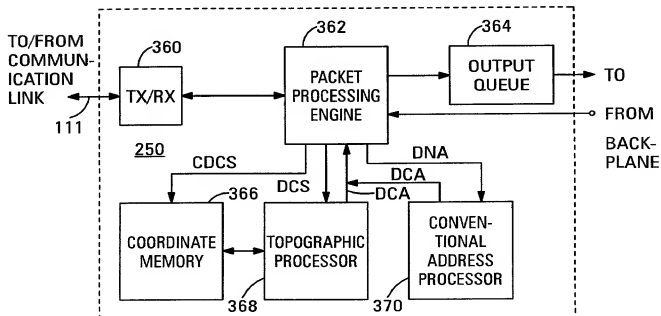 TO/FROM
COMMUN-
ICATION
LINK
111
360
TX/RX
250
362
PACKET
PROCESSING
ENGINE
364
OUTPUT
QUEUE
TO
FROM
BACK-
PLANE
CDCS
DCS
DNA
DCA
DCA
366
COORDINATE
MEMORY
TOPOGRAPHIC
PROCESSOR
368
CONVEN-
TIONAL
ADDRESS
PROCESSOR
370